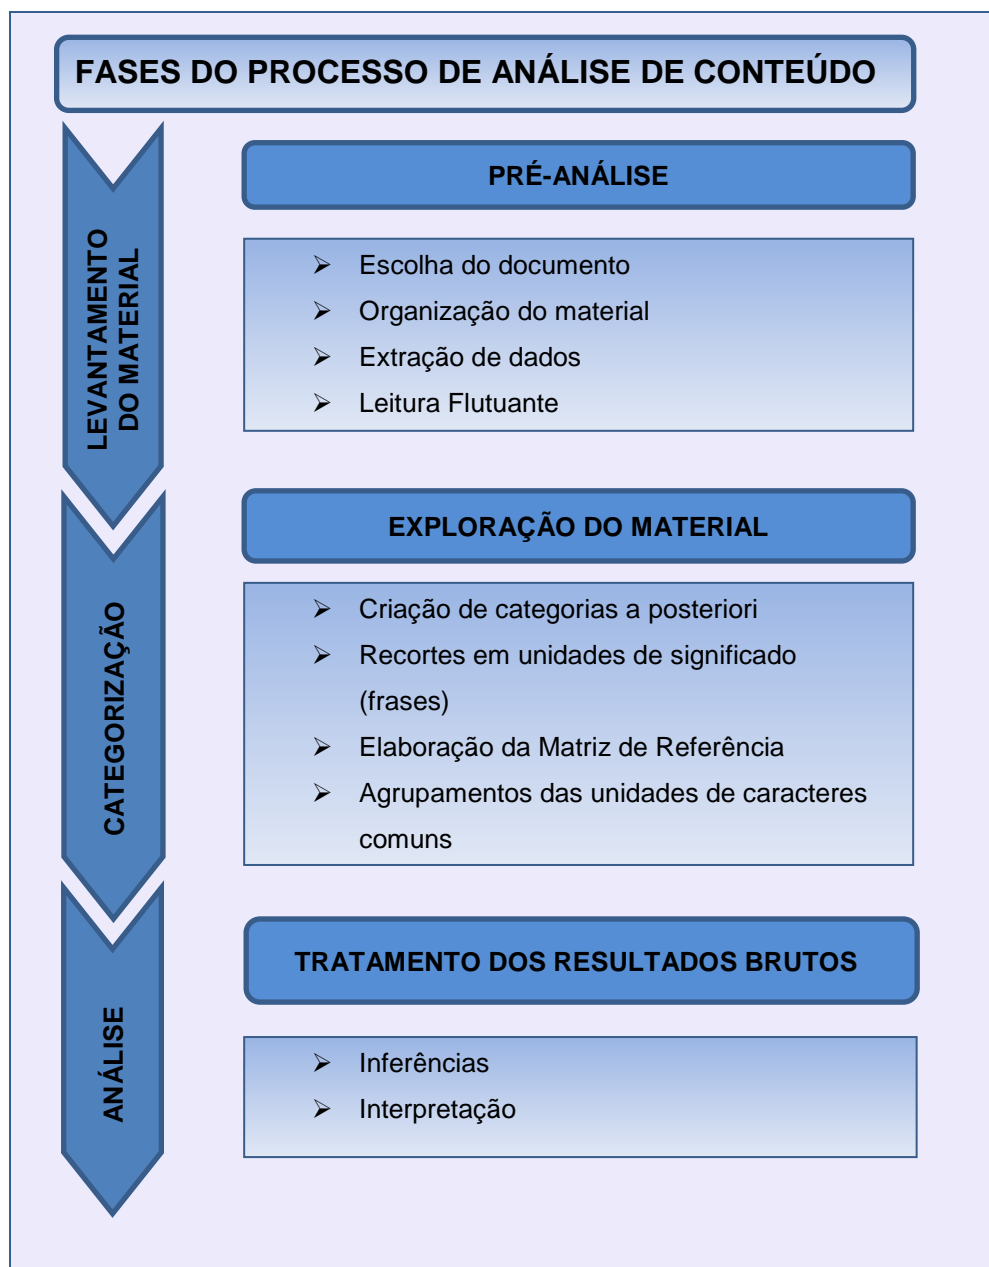 FASES DO PROCESSO DE ANÁLISE DE CONTEÚDO
LEVANTAMENTO
DO MATERIAL
PRÉ-ANÁLISE
➢ Escolha do documento
➢ Organização do material
➢ Extração de dados
➢ Leitura Flutuante
CATEGORIZAÇÃO
EXPLORAÇÃO DO MATERIAL
➢ Criação de categorias a posteriori
➢ Recortes em unidades de significado
(frases)
➢ Elaboração da Matriz de Referência
➢ Agrupamentos das unidades de caracteres
comuns
ANÁLISE
TRATAMENTO DOS RESULTADOS BRUTOS
➢ Inferências
➢ Interpretação